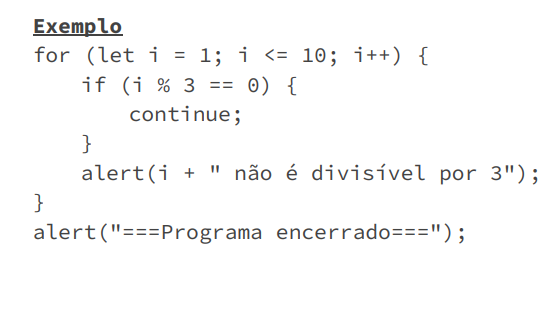 Exemplo
for (let i = 1; i <= 10; i++) {
    if (i % 3 == 0) {
        continue;
    }
    alert(i + " não é divisível por 3");
}
alert("===Programa encerrado===");